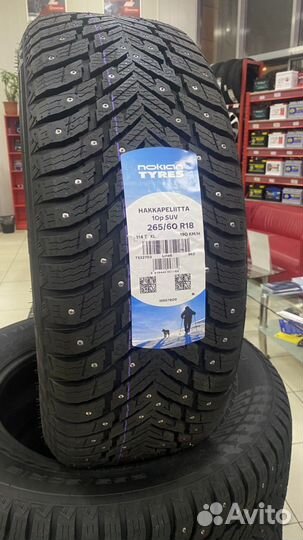 nokian
TYRES
HAKKAPELIITTA
10p SUV
265/60 R18
114 T XL
190 KM/H
Avito